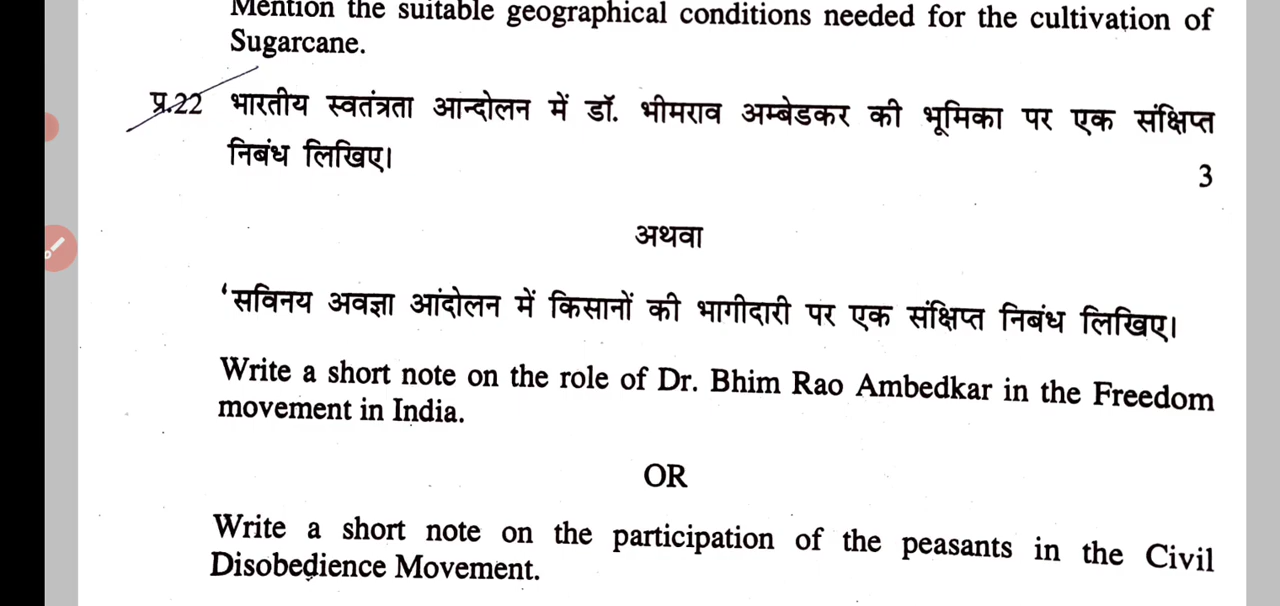 Mention the suitable geographical conditions needed for the cultivation of
Sugarcane.
प्र.22 भारतीय स्वतंत्रता आन्दोलन में डॉ. भीमराव अम्बेडकर की भूमिका पर एक संक्षिप्त
निबंध लिखिए।
3
अथवा
'सविनय अवज्ञा आंदोलन में किसानों की भागीदारी पर एक संक्षिप्त निबंध लिखिए।
Write a short note on the role of Dr. Bhim Rao Ambedkar in the Freedom
movement in India.
OR
Write a short note on the participation of the peasants in the Civil
Disobedience Movement.